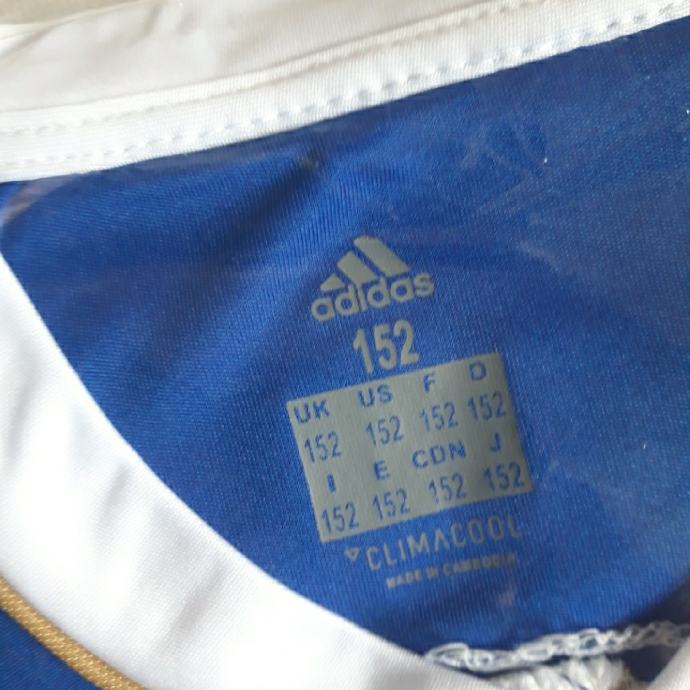 adidas
152
UK US F D
152 152 152 152
I E CDN J
152 152 152 152
CLIMACOOL
MADE IN CAMBODIA